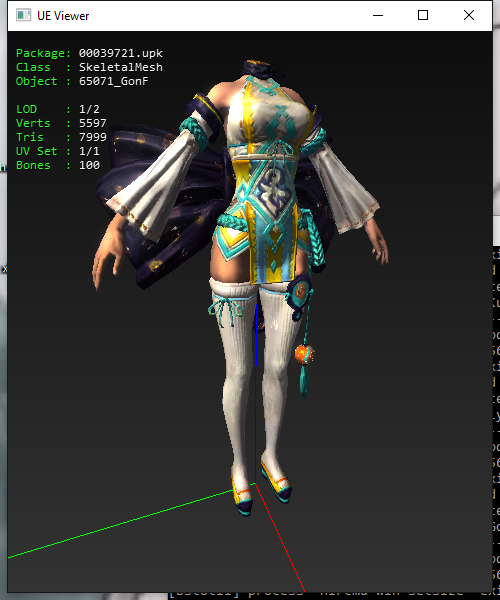 UE Viewer
Package: 00039721.upk
Class : SkeletalMesh
Object : 65071_GonF
LOD : 1/2
Verts : 5597
Tris : 7999
UV Set : 1/1
Bones : 100